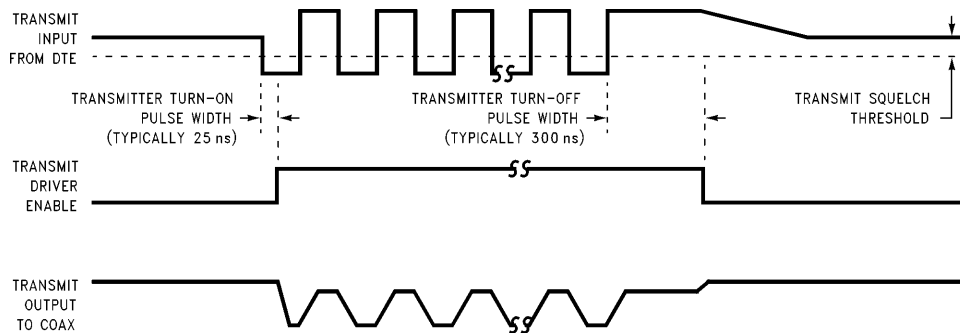 TRANSMIT
INPUT
FROM DTE
TRANSMITTER TURN-ON
PULSE WIDTH
(TYPICALLY 25 ns)
TRANSMITTER TURN-OFF
PULSE WIDTH
(TYPICALLY 300 ns)
TRANSMIT SQUELCH
THRESHOLD
TRANSMIT
DRIVER
ENABLE
TRANSMIT
OUTPUT
TO COAX